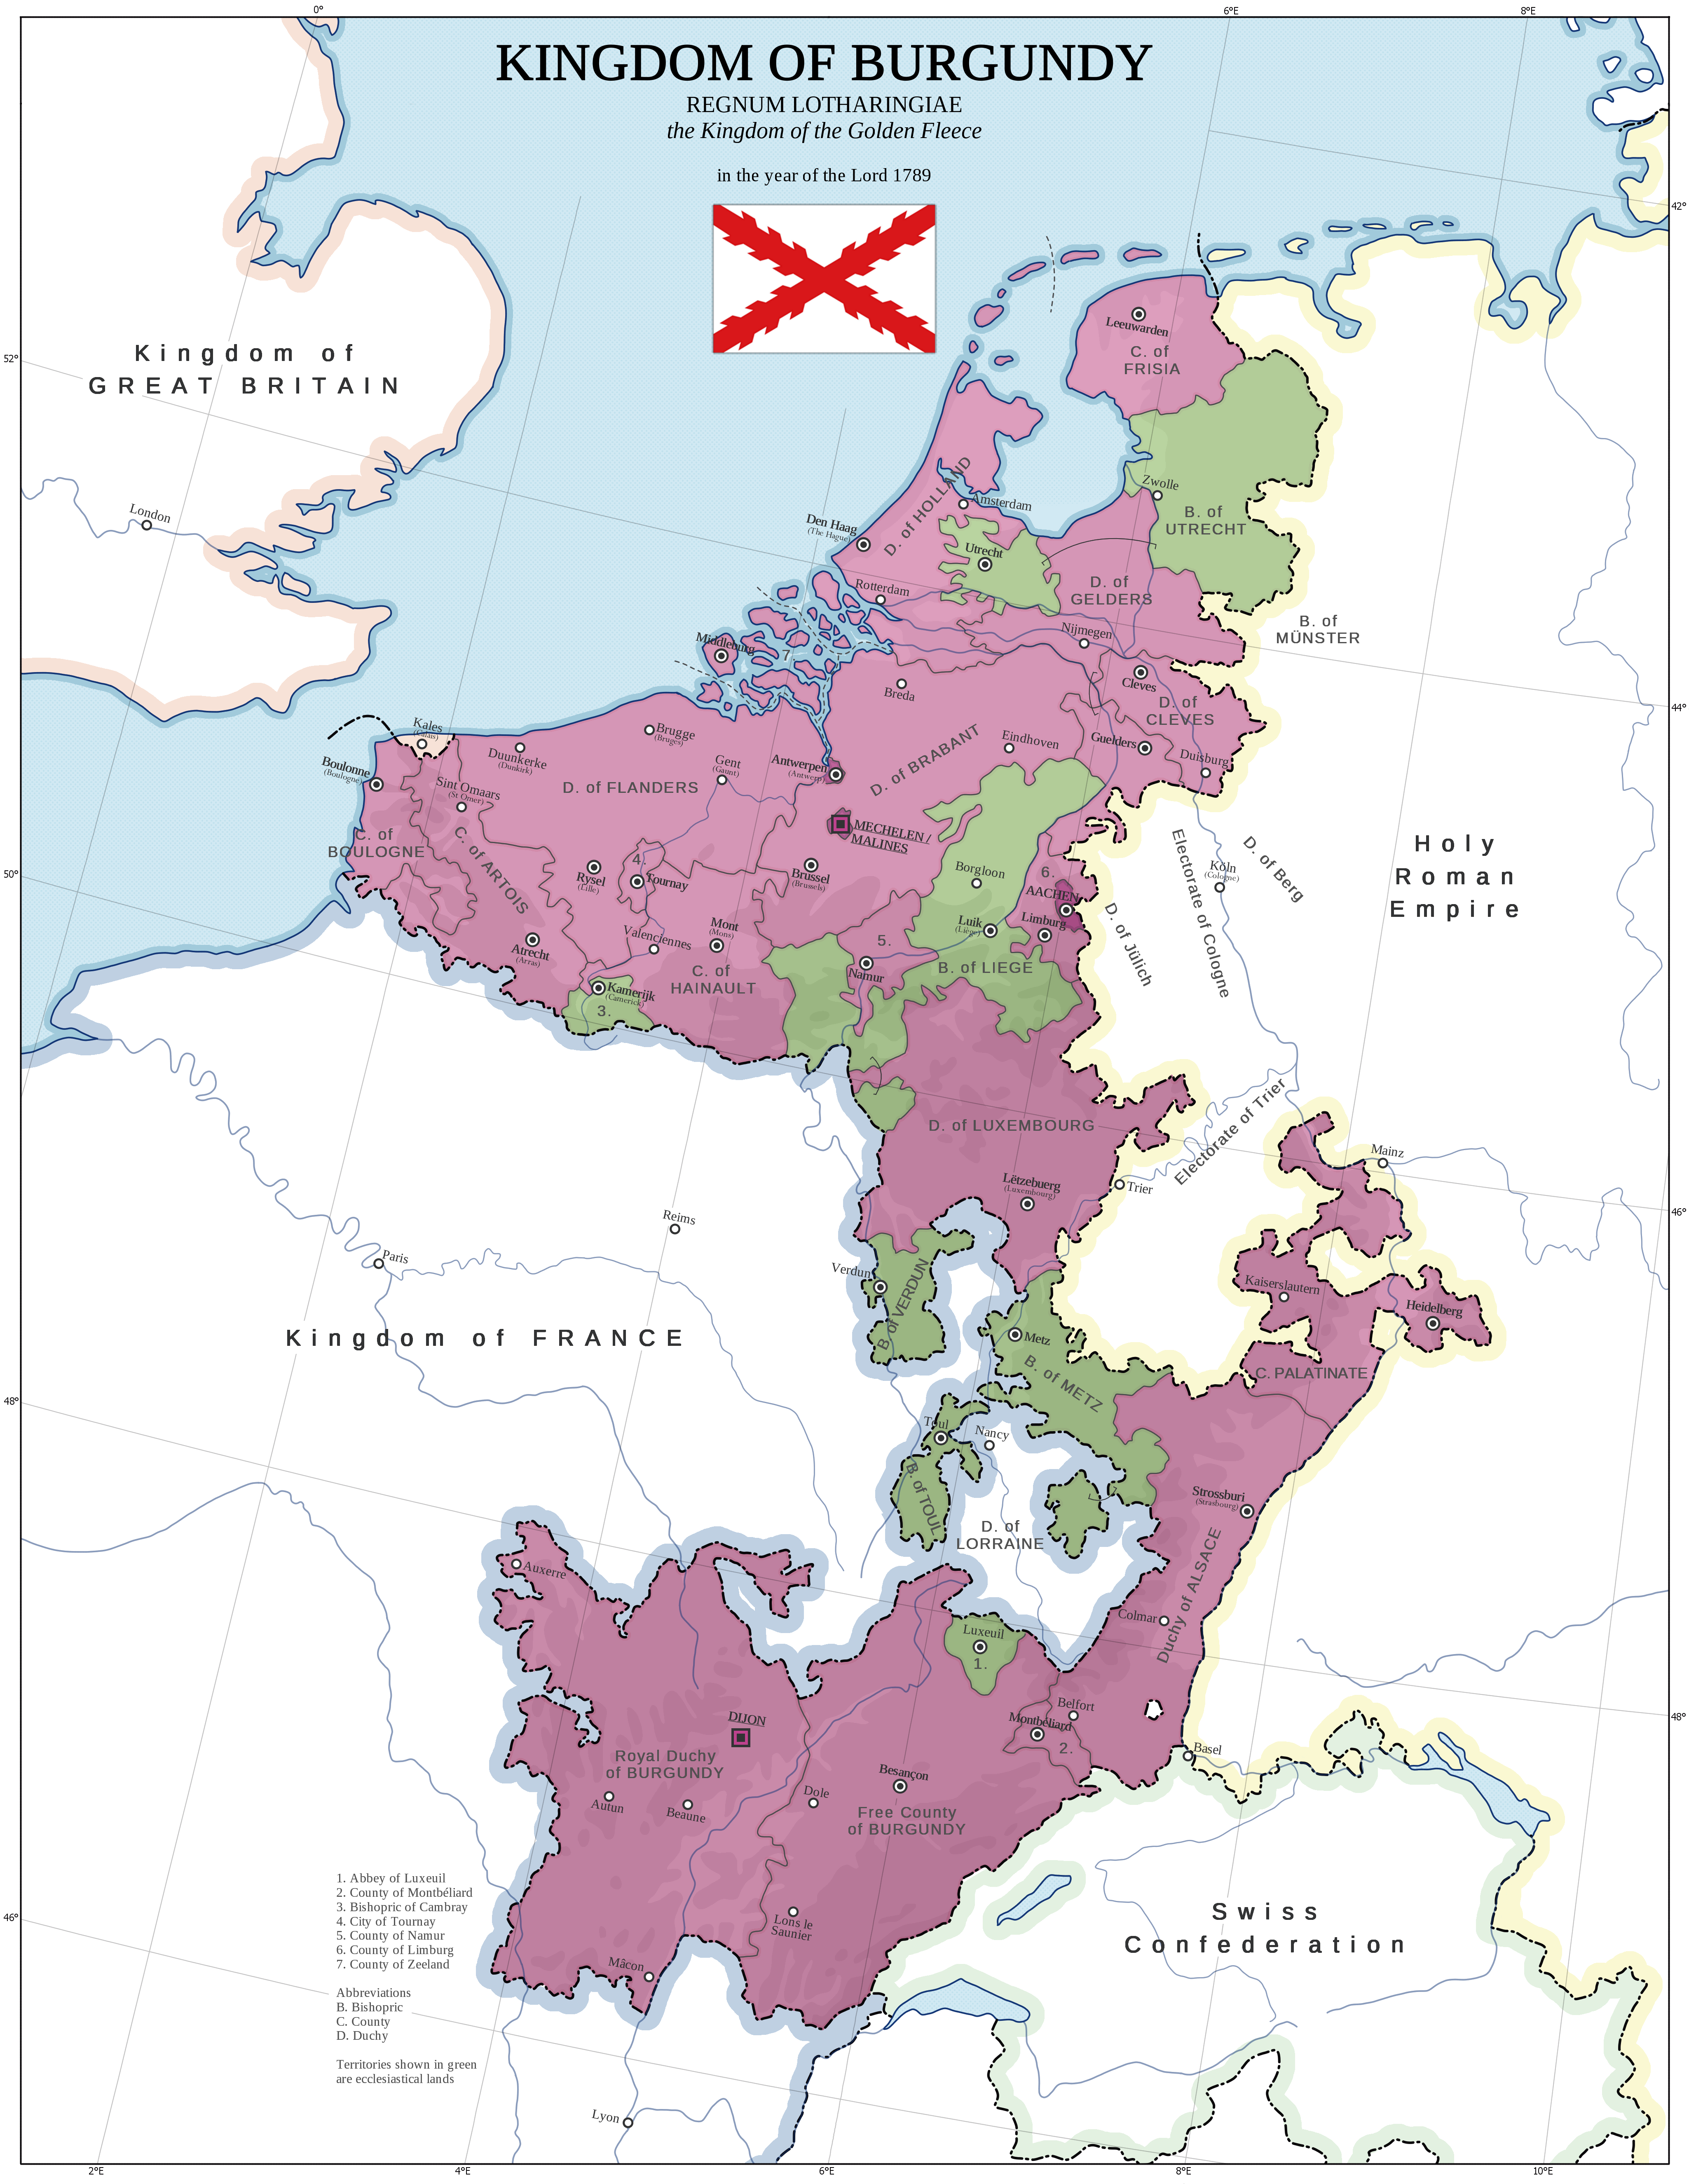 0°
6°E
8°E
KINGDOM OF BURGUNDY
REGNUM LOTHARINGIAE
the Kingdom of the Golden Fleece
in the year of the Lord 1789
42°
Kingdom of
GREAT BRITAIN
52°
London
Leeuwarden
C. of
FRISIA
Zwolle
B. of
UTRECHT
D. of HOLLAND
Amsterdam
Den Haag
(The Hague)
Utrecht
D. of
GELDERS
Rotterdam
Nijmegen
B. of
MÜNSTER
Middleburg
7.
Breda
Cleves
D. of
CLEVES
44°
Kales
(Calais)
Duunkerke
(Dunkirk)
Brugge
(Bruges)
Boulonne
(Boulogne)
Sint Omaars
(St Omer)
Gent
(Gaunt)
D. of FLANDERS
Antwerpen
(Antwerp)
D. of BRABANT
Eindhoven
Guelders
Duisburg
MECHELEN /
MALINES
C. of
BOULOGNE
C. of ARTOIS
4.
Rysel
(Lille)
Tournay
Brüssel
(Brussels)
Borgloon
6.
AACHEN
Limburg
Luik
(Liège)
50°
Köln
(Cologne)
D. of Berg
Electorate of Cologne
D. of Jülich
Holy
Roman
Empire
Atrecht
(Arras)
Valenciennes
Mont
(Mons)
C. of
HAINAULT
5.
Namur
B. of LIEGE
Kamerijk
(Camerick)
3.
D. of LUXEMBOURG
Electorate of Trier
Lëtzebuerg
(Luxembourg)
Trier
Mainz
46°
Reims
Paris
Verdun
B. of VERDUN
Kaiserslautern
Heidelberg
Kingdom of FRANCE
Metz
B. of METZ
C. PALATINATE
48°
Toul
Nancy
B. of TOUL
D. of
LORRAINE
Strossburi
(Strasbourg)
Duchy of ALSACE
Auxerre
Colmar
Luxeuil
1.
Belfort
Montbéliard
2.
48°
Basel
DIJON
Royal Duchy
of BURGUNDY
Autun
Beaune
Dole
Besançon
Free County
of BURGUNDY
Lons le
Saunier
Mâcon
Swiss
Confederation
46°
1. Abbey of Luxeuil
2. County of Montbéliard
3. Bishopric of Cambray
4. City of Tournay
5. County of Namur
6. County of Limburg
7. County of Zeeland
Abbreviations
B. Bishopric
C. County
D. Duchy
Territories shown in green
are ecclesiastical lands
Lyon
2°E
4°E
6°E
8°E
10°E